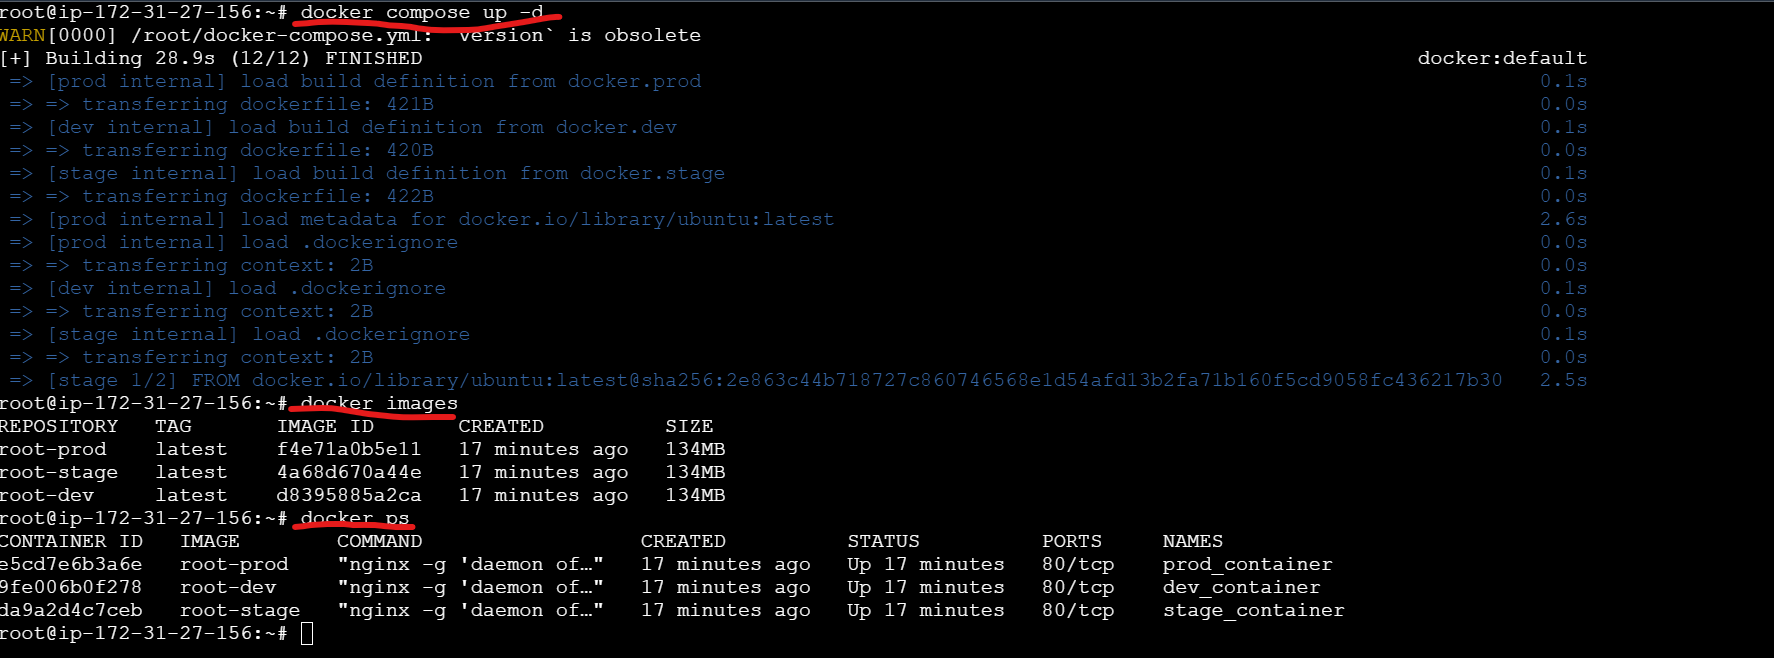 root@ip-172-31-27-156:~# docker compose up -d
WARN[0000] /root/docker-compose.yml: `version` is obsolete
[+] Building 28.9s (12/12) FINISHED docker:default
=> [prod internal] load build definition from docker.prod 0.1s
=> => transferring dockerfile: 421B 0.0s
=> [dev internal] load build definition from docker.dev 0.1s
=> => transferring dockerfile: 420B 0.0s
=> [stage internal] load build definition from docker.stage 0.1s
=> => transferring dockerfile: 422B 0.0s
=> [prod internal] load metadata for docker.io/library/ubuntu:latest 2.6s
=> [prod internal] load .dockerignore 0.0s
=> => transferring context: 2B 0.0s
=> [dev internal] load .dockerignore 0.1s
=> => transferring context: 2B 0.0s
=> [stage internal] load .dockerignore 0.1s
=> => transferring context: 2B 0.0s
=> [stage 1/2] FROM docker.io/library/ubuntu:latest@sha256:2e863c44b718727c860746568e1d54afd13b2fa71b160f5cd9058fc436217b30 2.5s
root@ip-172-31-27-156:~# docker images
REPOSITORY TAG IMAGE ID CREATED SIZE
root-prod latest f4e71a0b5e11 17 minutes ago 134MB
root-stage latest 4a68d670a44e 17 minutes ago 134MB
root-dev latest d8395885a2ca 17 minutes ago 134MB
root@ip-172-31-27-156:~# docker ps
CONTAINER ID IMAGE COMMAND CREATED STATUS PORTS NAMES
e5cd7e6b3a6e root-prod "nginx -g 'daemon of…" 17 minutes ago Up 17 minutes 80/tcp prod_container
9fe006b0f278 root-dev "nginx -g 'daemon of…" 17 minutes ago Up 17 minutes 80/tcp dev_container
da9a2d4c7ceb root-stage "nginx -g 'daemon of…" 17 minutes ago Up 17 minutes 80/tcp stage_container
root@ip-172-31-27-156:~#